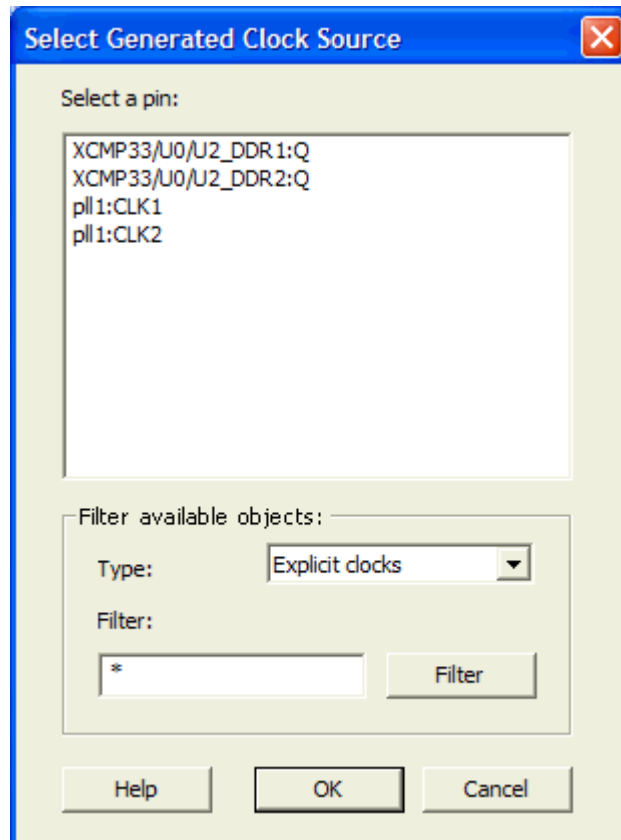 Select Generated Clock Source
Select a pin:
XCMP33/U0/U2_DDR1:Q
XCMP33/U0/U2_DDR2:Q
pll1:CLK1
pll1:CLK2
Filter available objects:
Type:
Explicit clocks
Filter:
*
Filter
Help
OK
Cancel